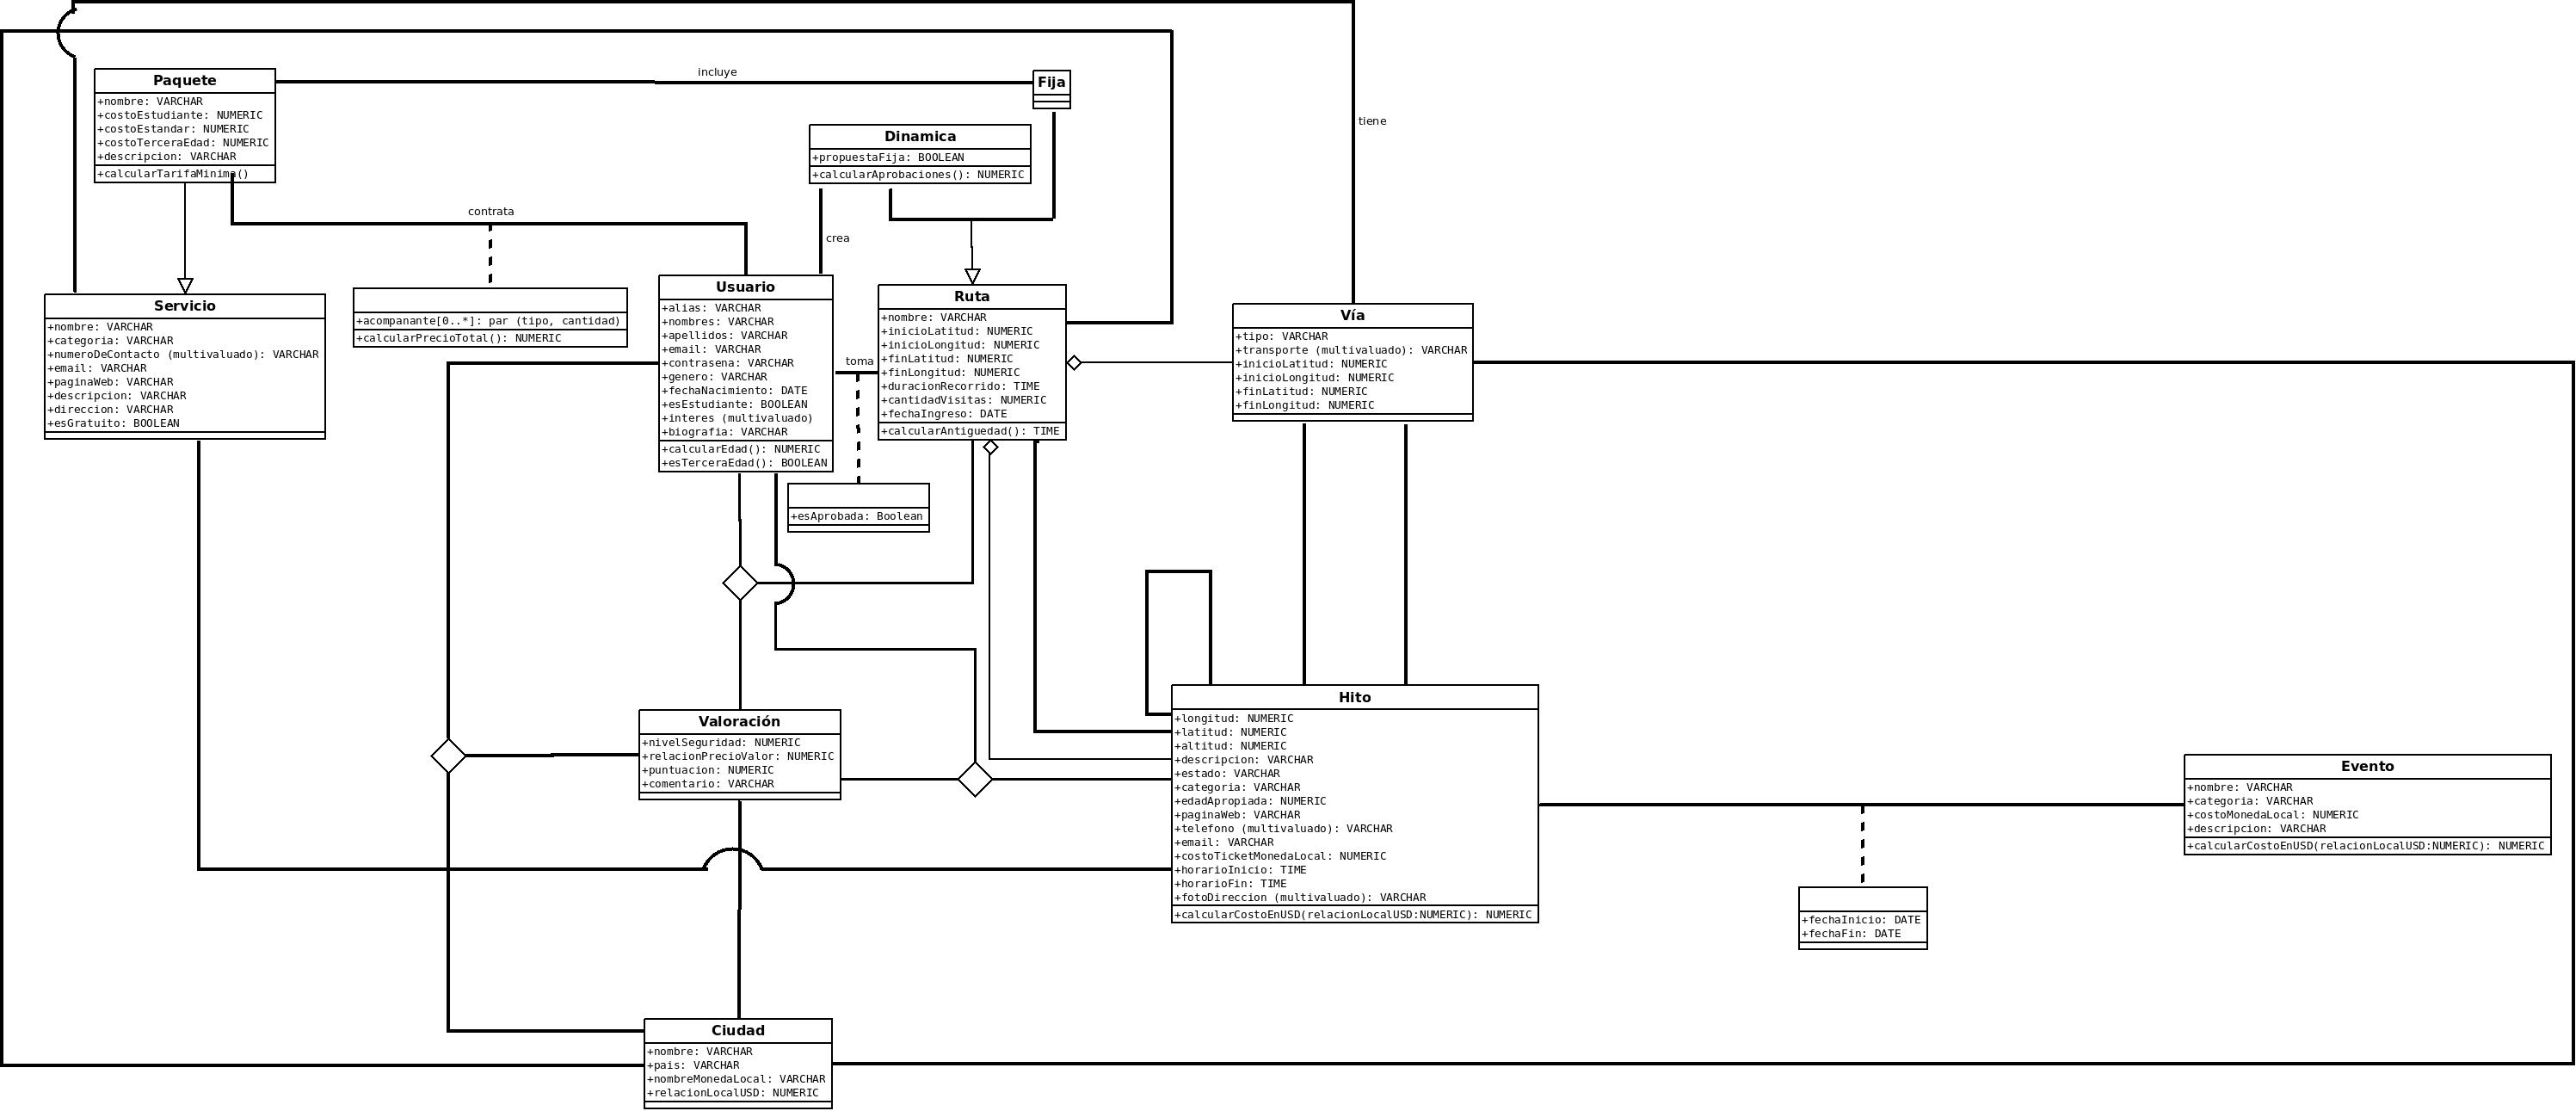 incluye
tiene
Paquete
+nombre: VARCHAR
+costoEstudiante: NUMERIC
+costoEstandar: NUMERIC
+costoTerceraEdad: NUMERIC
+descripcion: VARCHAR
+calcularTarifaMinima()
Fija
Dinamica
+propuestaFija: BOOLEAN
+calcularAprobaciones(): NUMERIC
contrata
crea
Servicio
+nombre: VARCHAR
+categoria: VARCHAR
+numeroDeContacto (multivaluado): VARCHAR
+email: VARCHAR
+paginaWeb: VARCHAR
+descripcion: VARCHAR
+direccion: VARCHAR
+esGratuito: BOOLEAN
+acompanante[0..*]: par (tipo, cantidad)
+calcularPrecioTotal(): NUMERIC
Usuario
+alias: VARCHAR
+nombres: VARCHAR
+apellidos: VARCHAR
+email: VARCHAR
+contrasena: VARCHAR
+genero: VARCHAR
+fechaNacimiento: DATE
+esEstudiante: BOOLEAN
+interes (multivaluado)
+biografia: VARCHAR
+calcularEdad(): NUMERIC
+esTerceraEdad(): BOOLEAN
toma
Ruta
+nombre: VARCHAR
+inicioLatitud: NUMERIC
+inicioLongitud: NUMERIC
+finLatitud: NUMERIC
+finLongitud: NUMERIC
+duracionRecorrido: TIME
+cantidadVisitas: NUMERIC
+fechaIngreso: DATE
+calcularAntiguedad(): TIME
Vía
+tipo: VARCHAR
+transporte (multivaluado): VARCHAR
+inicioLatitud: NUMERIC
+inicioLongitud: NUMERIC
+finLatitud: NUMERIC
+finLongitud: NUMERIC
+esAprobada: Boolean
Valoración
+nivelSeguridad: NUMERIC
+relacionPrecioValor: NUMERIC
+puntuacion: NUMERIC
+comentario: VARCHAR
Hito
+longitud: NUMERIC
+latitud: NUMERIC
+altitud: NUMERIC
+descripcion: VARCHAR
+estado: VARCHAR
+categoria: VARCHAR
+edadApropiada: NUMERIC
+paginaWeb: VARCHAR
+telefono (multivaluado): VARCHAR
+email: VARCHAR
+costoTicketMonedaLocal: NUMERIC
+horarioInicio: TIME
+horarioFin: TIME
+fotoDireccion (multivaluado): VARCHAR
+calcularCostoEnUSD(relacionLocalUSD:NUMERIC): NUMERIC
Evento
+nombre: VARCHAR
+categoria: VARCHAR
+costoMonedaLocal: NUMERIC
+descripcion: VARCHAR
+calcularCostoEnUSD(relacionLocalUSD:NUMERIC): NUMERIC
+fechaInicio: DATE
+fechaFin: DATE
Ciudad
+nombre: VARCHAR
+pais: VARCHAR
+nombreMonedaLocal: VARCHAR
+relacionLocalUSD: NUMERIC